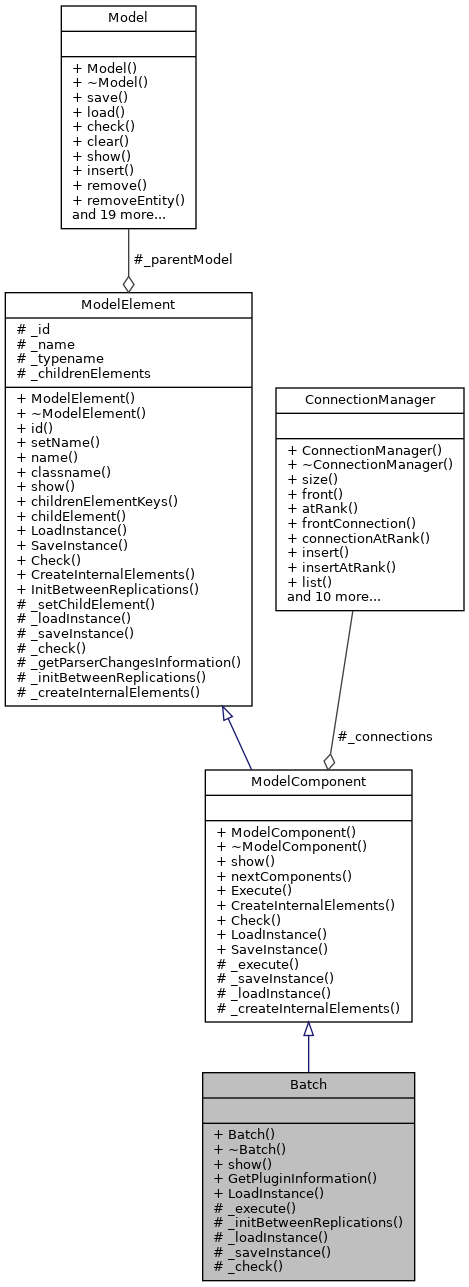 Model
+ Model()
+ ~Model()
+ save()
+ load()
+ check()
+ clear()
+ show()
+ insert()
+ remove()
+ removeEntity()
and 19 more...
#_parentModel
ModelElement
# _id
# _name
# _typename
# _childrenElements
+ ModelElement()
+ ~ModelElement()
+ id()
+ setName()
+ name()
+ classname()
+ show()
+ childrenElementKeys()
+ childElement()
+ LoadInstance()
+ SaveInstance()
+ Check()
+ CreateInternalElements()
+ InitBetweenReplications()
# _setChildElement()
# _loadInstance()
# _saveInstance()
# _check()
# _getParserChangesInformation()
# _initBetweenReplications()
# _createInternalElements()
ConnectionManager
+ ConnectionManager()
+ ~ConnectionManager()
+ size()
+ front()
+ atRank()
+ frontConnection()
+ connectionAtRank()
+ insert()
+ insertAtRank()
+ list()
and 10 more...
#_connections
ModelComponent
+ ModelComponent()
+ ~ModelComponent()
+ show()
+ nextComponents()
+ Execute()
+ CreateInternalElements()
+ Check()
+ LoadInstance()
+ SaveInstance()
# _execute()
# _saveInstance()
# _loadInstance()
# _createInternalElements()
Batch
+ Batch()
+ ~Batch()
+ show()
+ GetPluginInformation()
+ LoadInstance()
# _execute()
# _initBetweenReplications()
# _loadInstance()
# _saveInstance()
# _check()